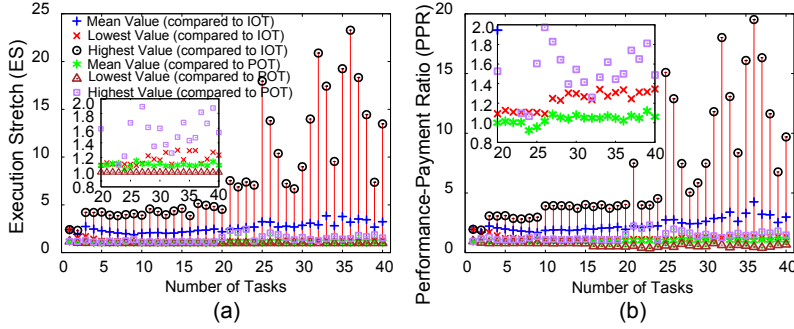 Execution Stretch (ES)
25
20
15
10
5
0
Mean Value (compared to IOT)
Lowest Value (compared to IOT)
Highest Value (compared to IOT)
Mean Value (compared to POT)
Lowest Value (compared to POT)
Highest Value (compared to POT)
2.0
1.8
1.6
1.4
1.2
1.0
0.8
20 25 30 35 40
0 5 10 15 20 25 30 35 40
Number of Tasks
(a)
Performance-Payment Ratio (PPR)
20
15
10
5
0
2.0
1.8
1.6
1.4
1.2
1.0
0.8
20 25 30 35 40
0 5 10 15 20 25 30 35 40
Number of Tasks
(b)